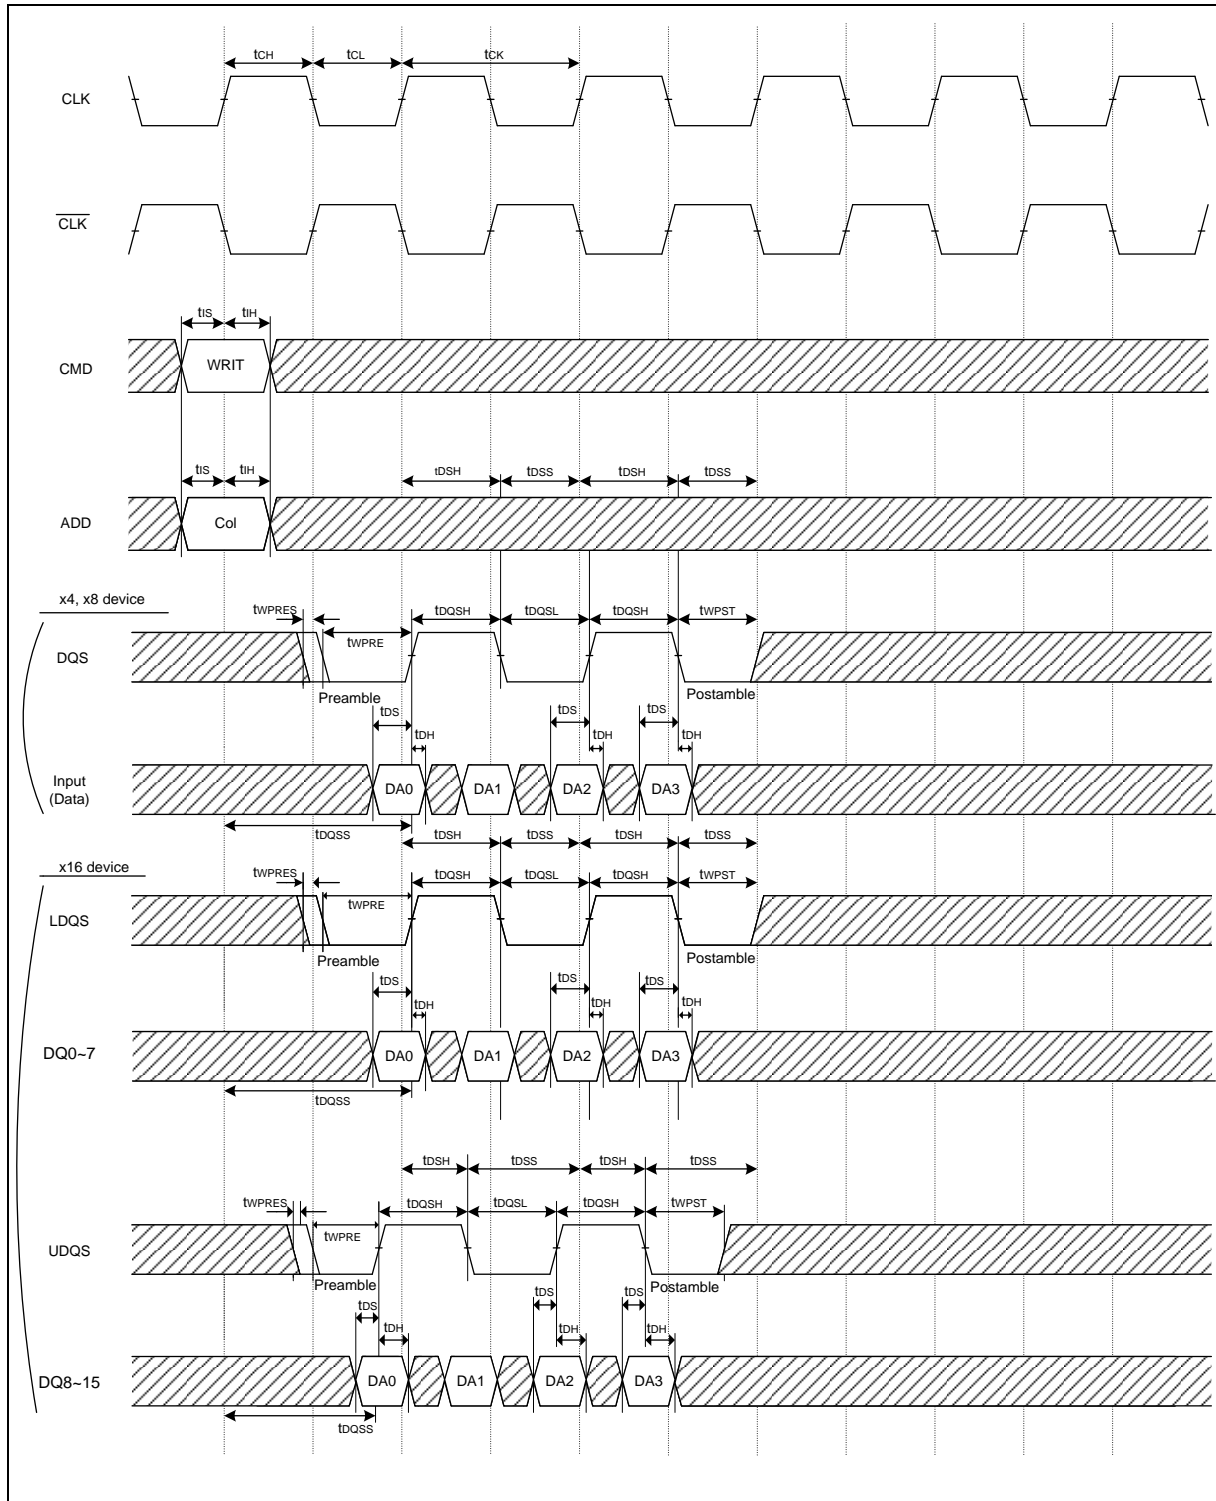 tCH tCL tCK
CLK
CLK
tIS tIH
CMD WRIT
tIS tIH tDSH tDSS tDSH tDSS
ADD Col
x4, x8 device
tWPRES tDQSH tDQSL tDQSH tWPST
tWPRE
DQS
Preamble Postamble
tDS tDS tDS
tDH tDH tDH
Input
(Data)
DA0 DA1 DA2 DA3
tDQSS tDSH tDSS tDSH tDSS
x16 device
tWPRES tDQSH tDQSL tDQSH tWPST
tWPRE
LDQS
Preamble Postamble
tDS tDS tDS
tDH tDH tDH
DQ0~7 DA0 DA1 DA2 DA3
tDQSS
tDSH tDSS tDSH tDSS
tWPRES tDQSH tDQSL tDQSH tWPST
tWPRE
UDQS
Preamble Postamble
tDS tDS tDS
tDH tDH tDH
DQ8~15 DA0 DA1 DA2 DA3
tDQSS